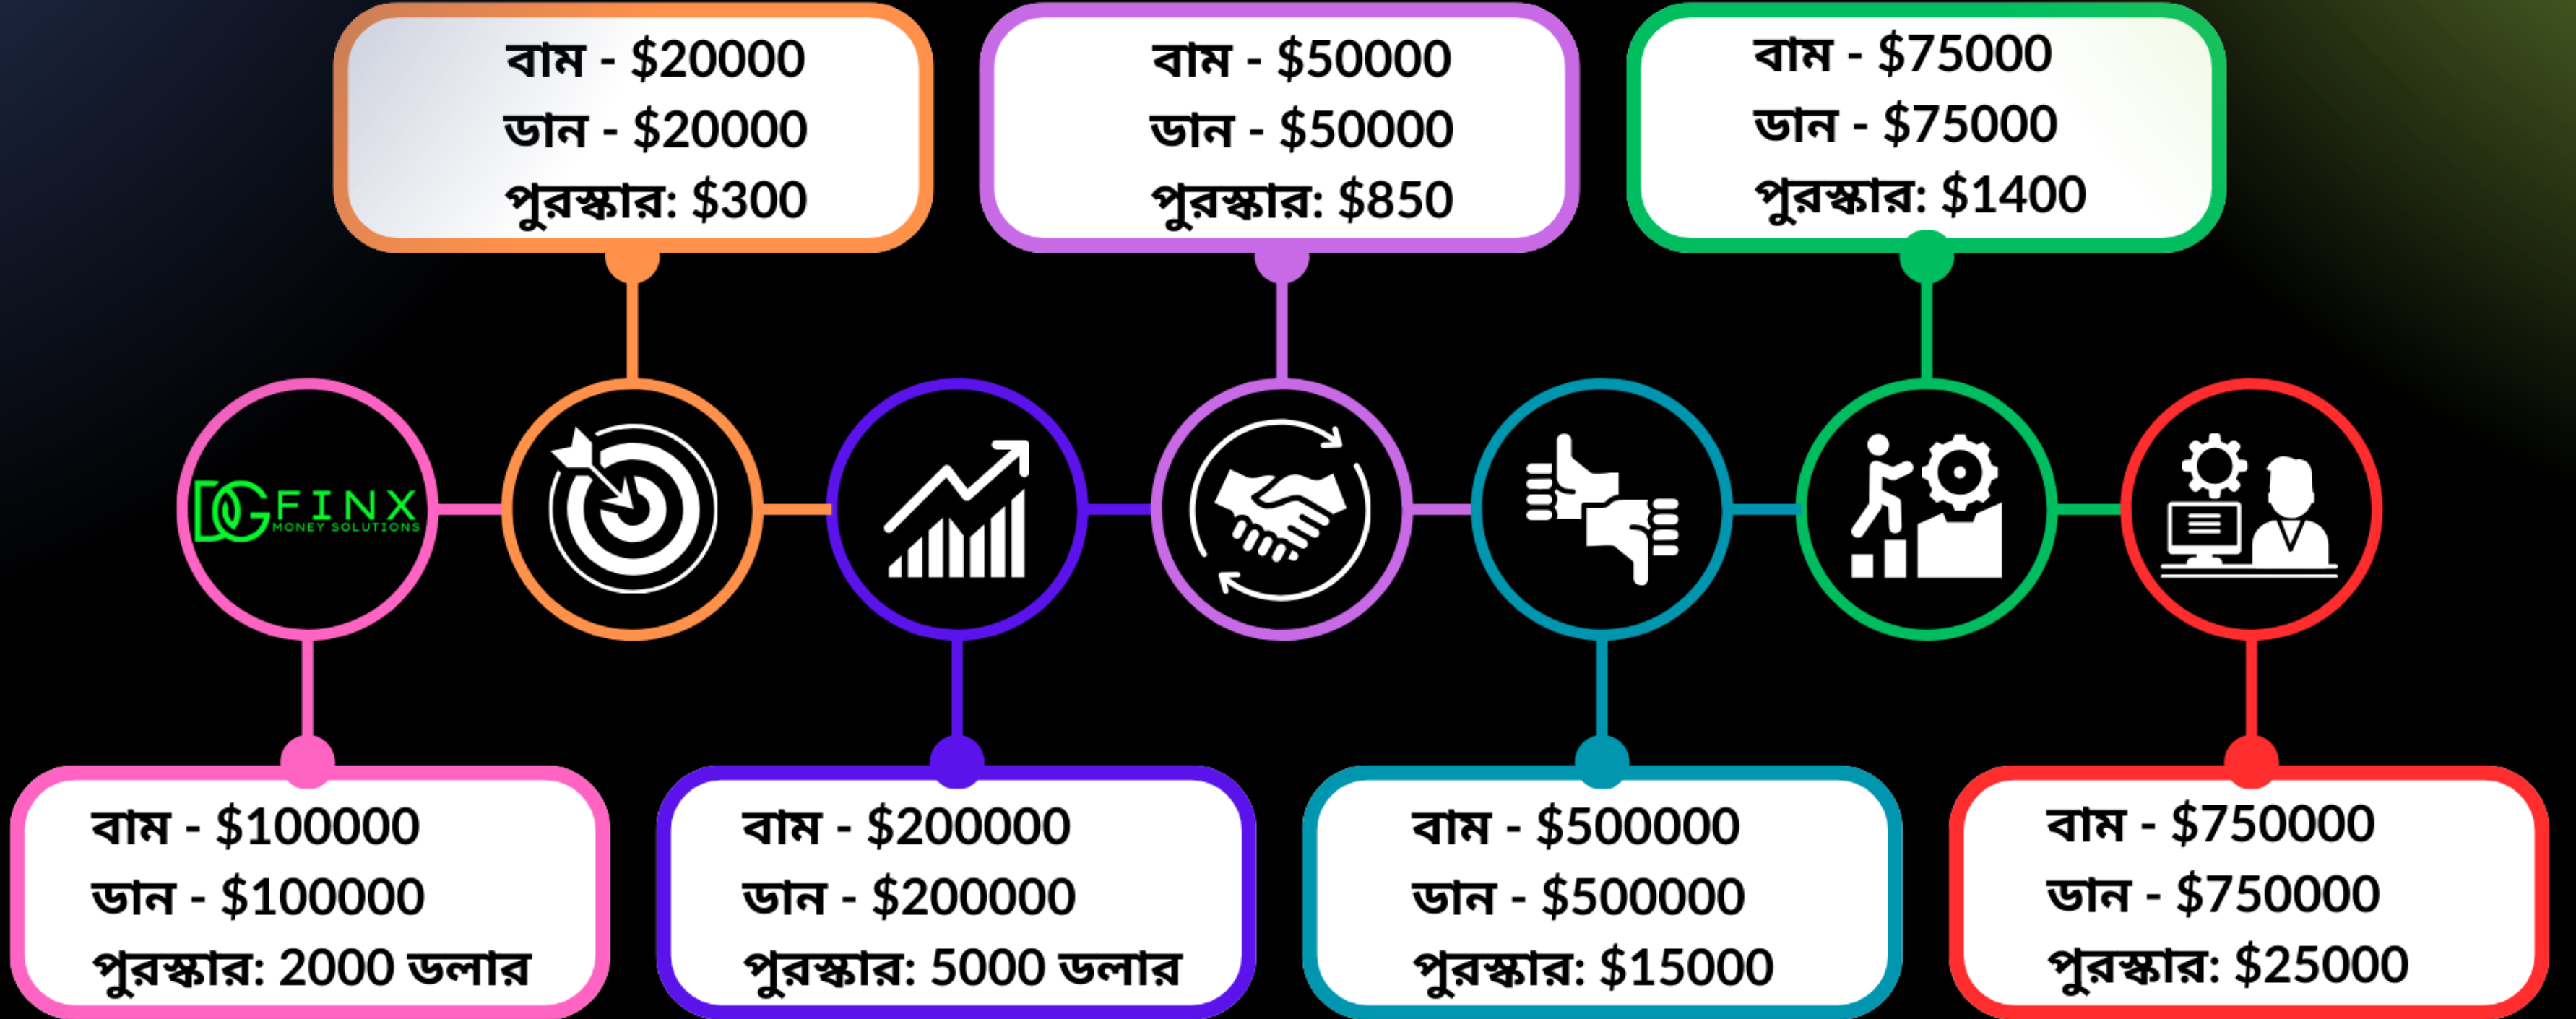 বাম - $20000
ডান - $20000
পুরস্কার: $300
বাম - $50000
ডান - $50000
পুরস্কার: $850
বাম - $75000
ডান - $75000
পুরস্কার: $1400
DGFINX
MONEY SOLUTIONS
বাম - $100000
ডান - $100000
পুরস্কার: 2000 ডলার
বাম - $200000
ডান - $200000
পুরস্কার: 5000 ডলার
বাম - $500000
ডান - $500000
পুরস্কার: $15000
বাম - $750000
ডান - $750000
পুরস্কার: $25000